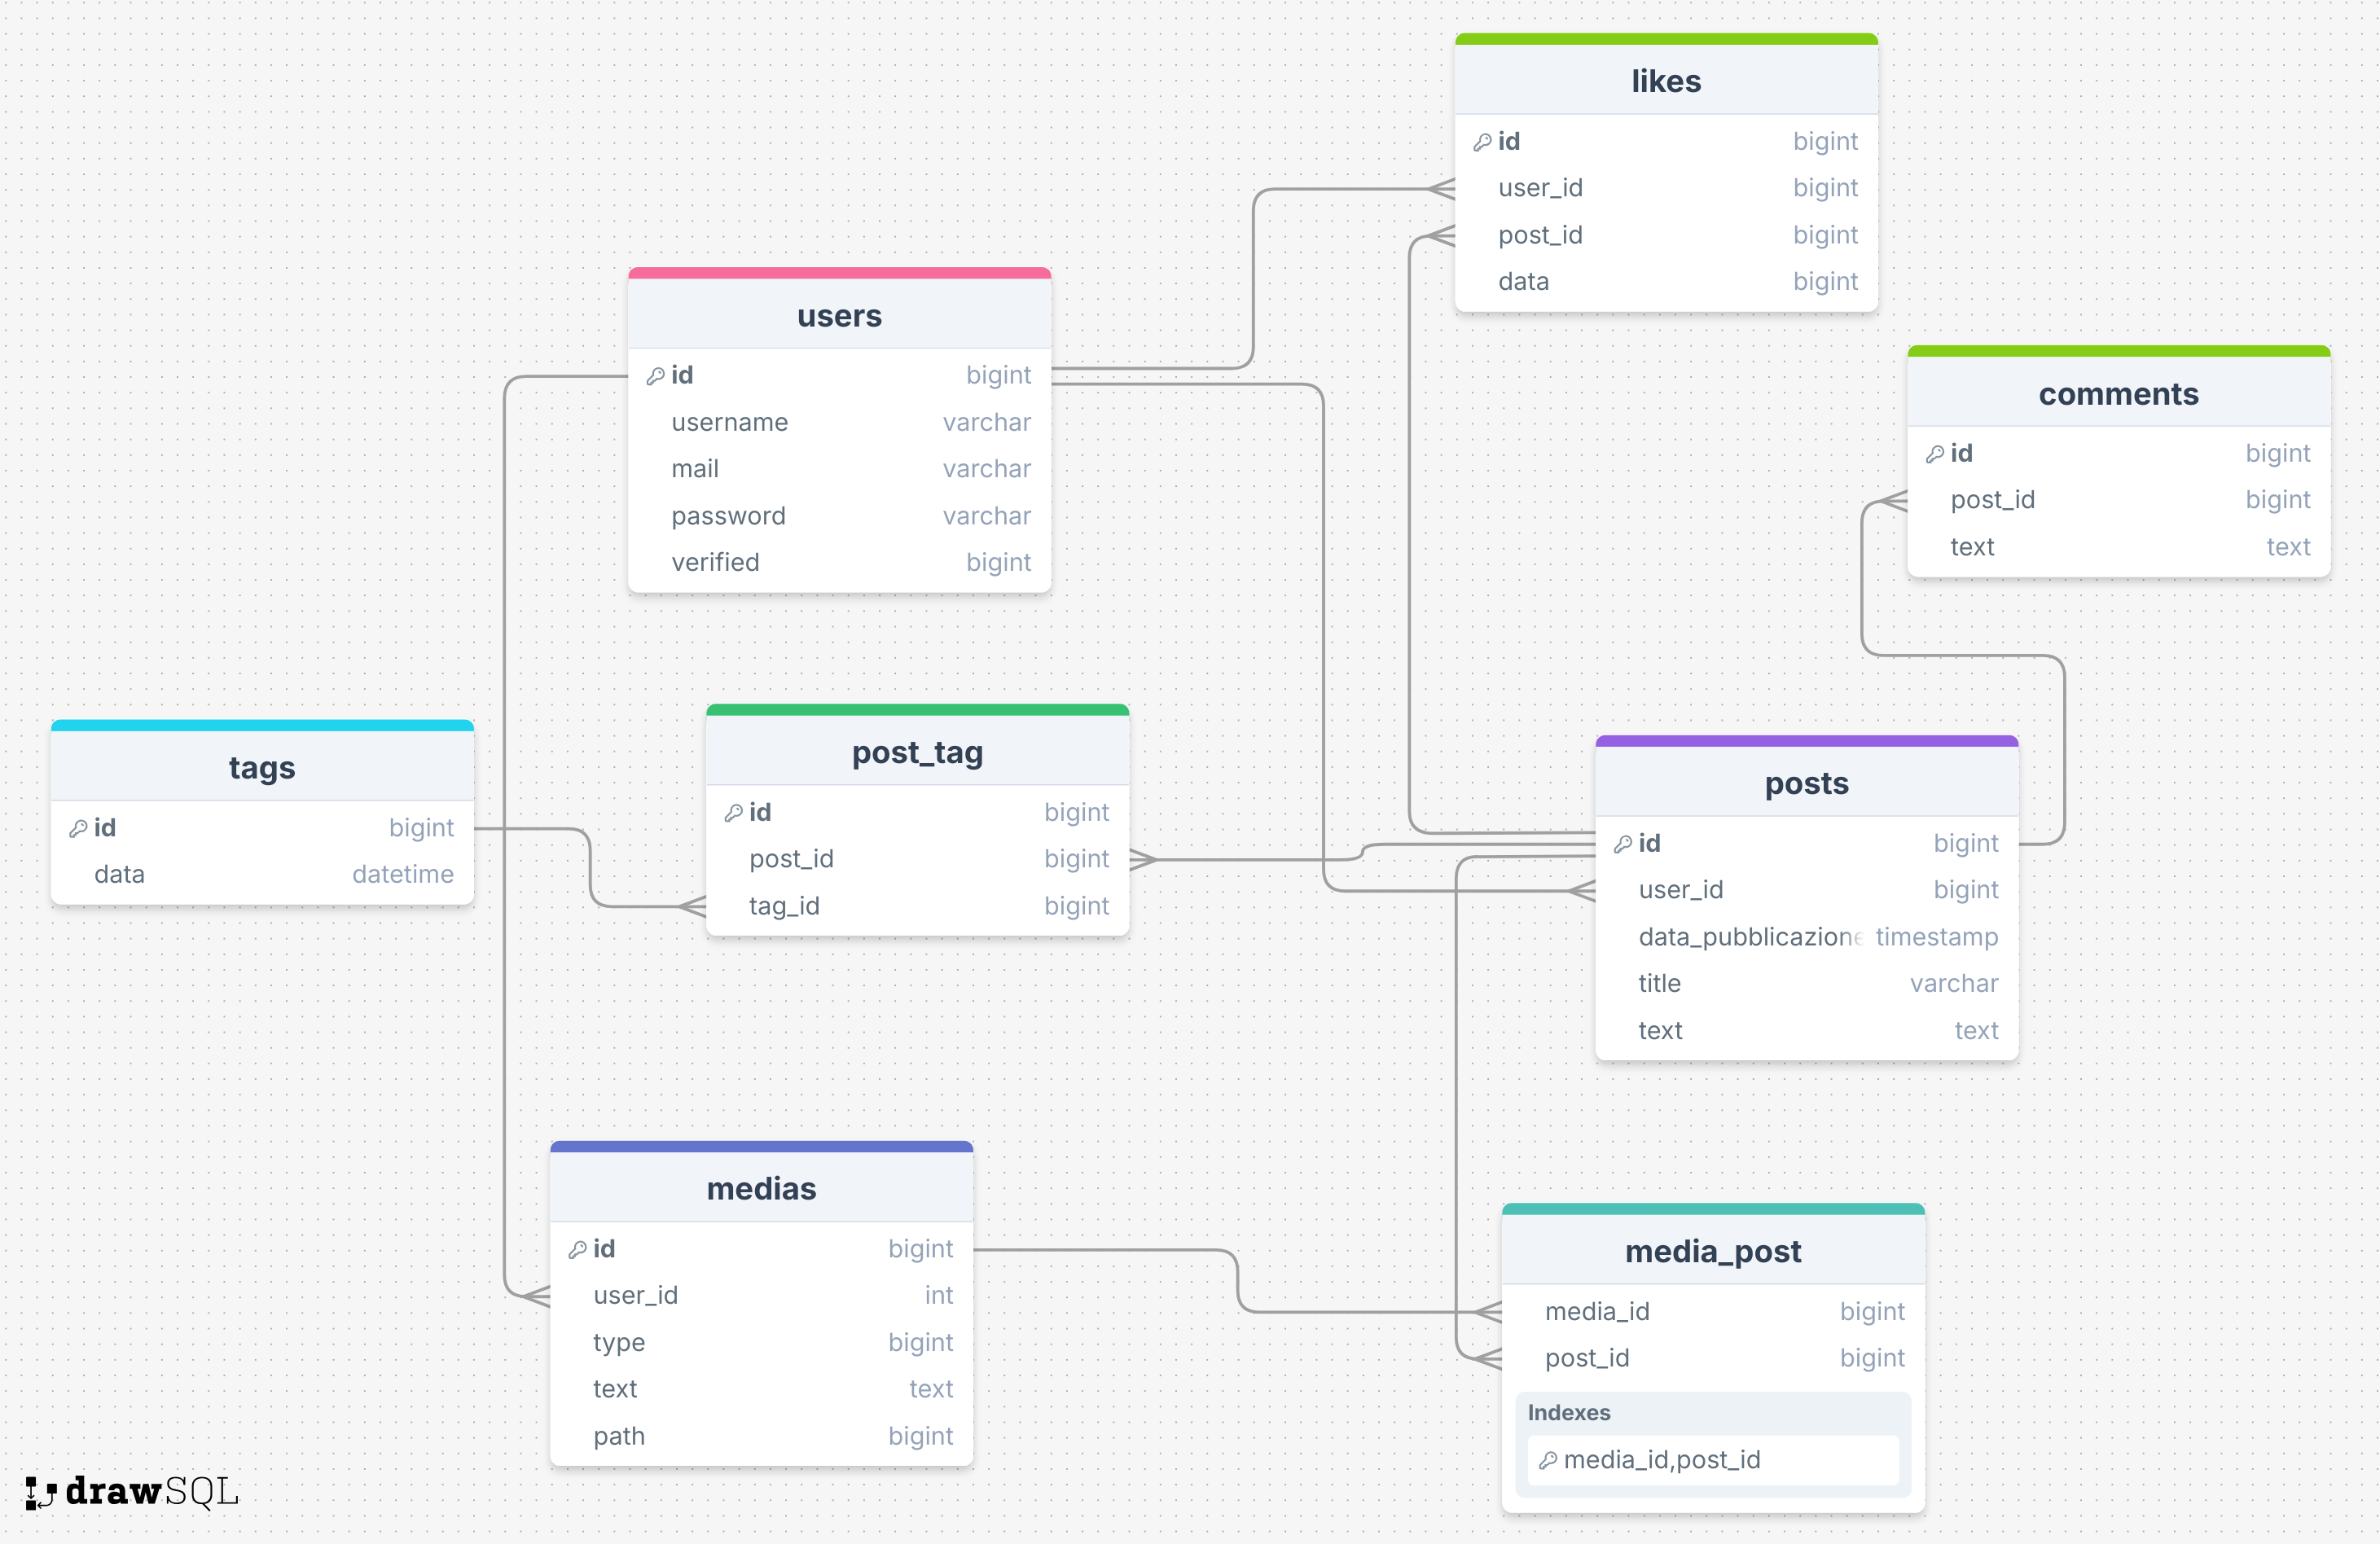 likes
id bigint
user_id bigint
post_id bigint
data bigint
users
id bigint
username varchar
mail varchar
password varchar
verified bigint
comments
id bigint
post_id bigint
text text
tags
id bigint
data datetime
post_tag
id bigint
post_id bigint
tag_id bigint
posts
id bigint
user_id bigint
data_pubblicazione timestamp
title varchar
text text
medias
id bigint
user_id int
type bigint
text text
path bigint
media_post
media_id bigint
post_id bigint
Indexes
media_id,post_id
drawSQL